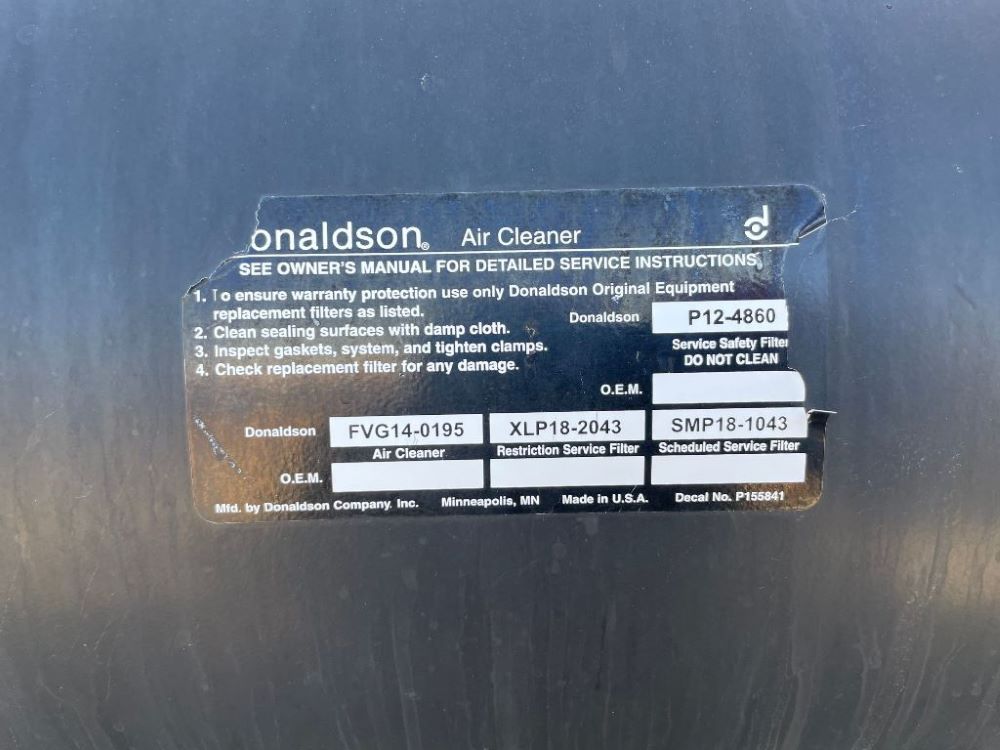 onaldson® Air Cleaner
SEE OWNER'S MANUAL FOR DETAILED SERVICE INSTRUCTIONS.
1. To ensure warranty protection use only Donaldson Original Equipment
replacement filters as listed.
2. Clean sealing surfaces with damp cloth.
3. Inspect gaskets, system, and tighten clamps.
4. Check replacement filter for any damage.
Donaldson P12-4860
Service Safety Filter
DO NOT CLEAN
O.E.M.
Donaldson FVG14-0195 XLP18-2043 SMP18-1043
Air Cleaner Restriction Service Filter Scheduled Service Filter
O.E.M.
Mfd. by Donaldson Company. Inc. Minneapolis, MN Made in U.S.A. Decal No. P155841